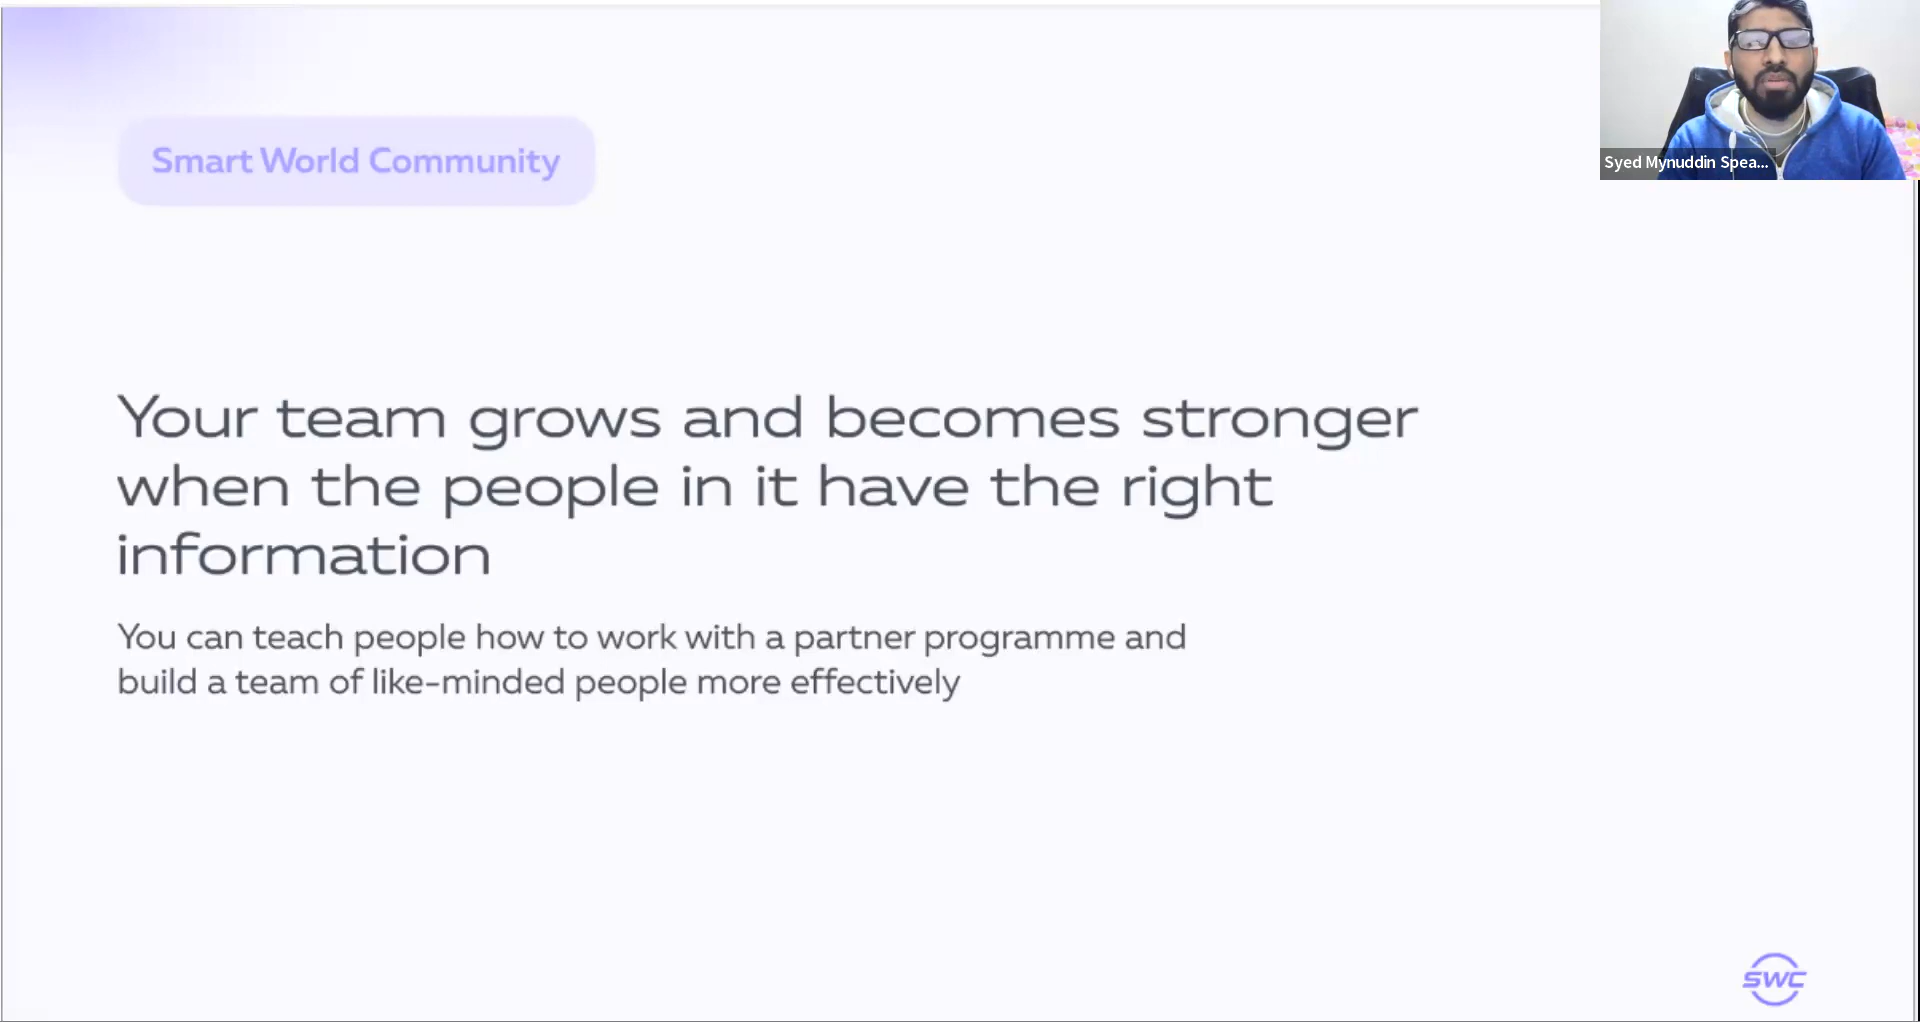 Smart World Community
Syed Mynuddin Spea...
Your team grows and becomes stronger
when the people in it have the right
information
You can teach people how to work with a partner programme and
build a team of like-minded people more effectively
SWC